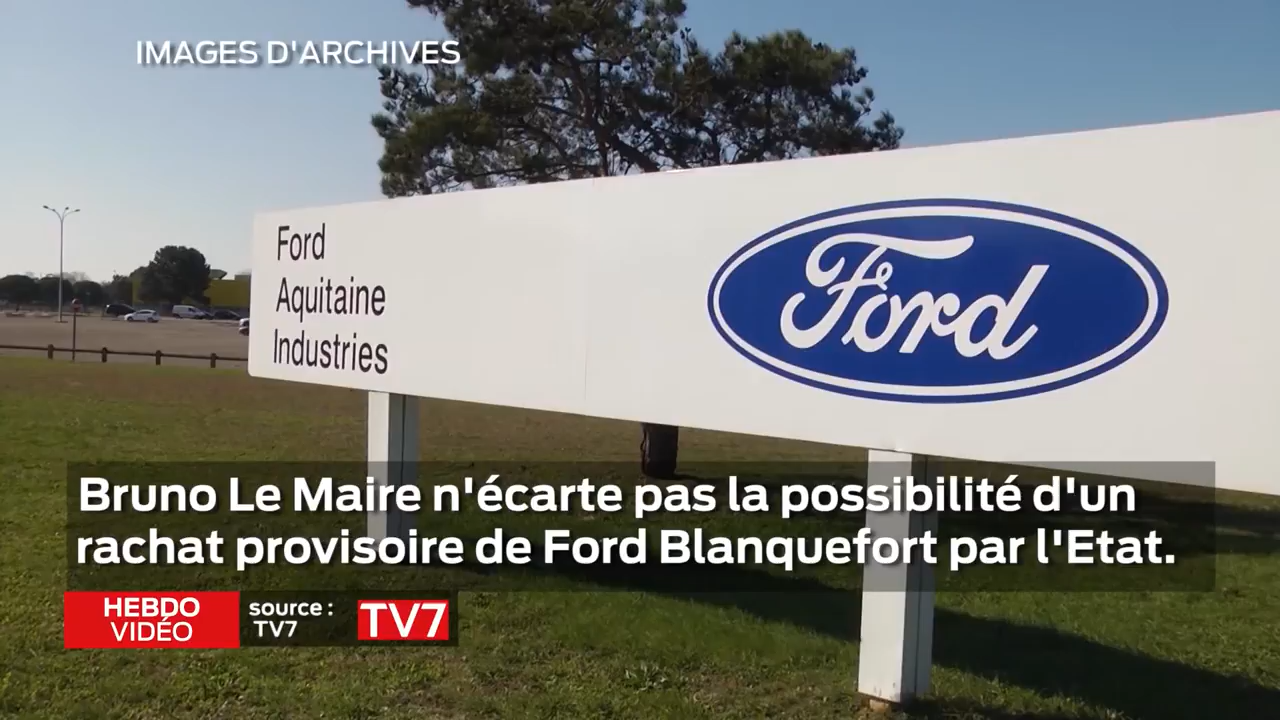 IMAGES D'ARCHIVES
Ford
Aquitaine
Industries
Ford
Bruno Le Maire n'écarte pas la possibilité d'un
rachat provisoire de Ford Blanquefort par l'Etat.
HEBDO
VIDÉO
source :
TV7
TV7